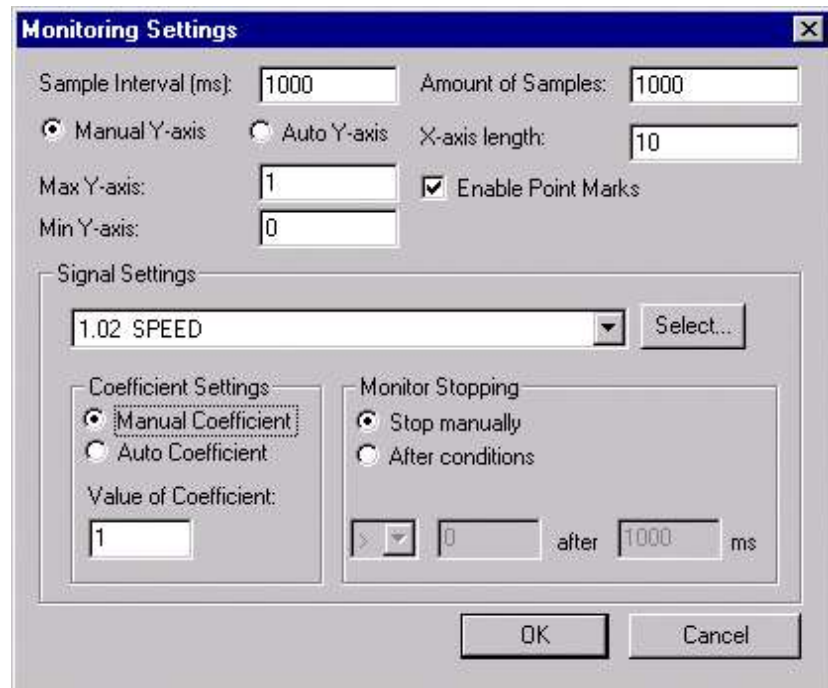 Monitoring Settings
Sample Interval (ms): 1000 Amount of Samples: 1000
Manual Y-axis Auto Y-axis X-axis length: 10
Max Y-axis: 1 Enable Point Marks
Min Y-axis: 0
Signal Settings
1.02 SPEED Select...
Coefficient Settings
Manual Coefficient
Auto Coefficient
Value of Coefficient:
1
Monitor Stopping
Stop manually
After conditions
> 0 after 1000 ms
OK Cancel